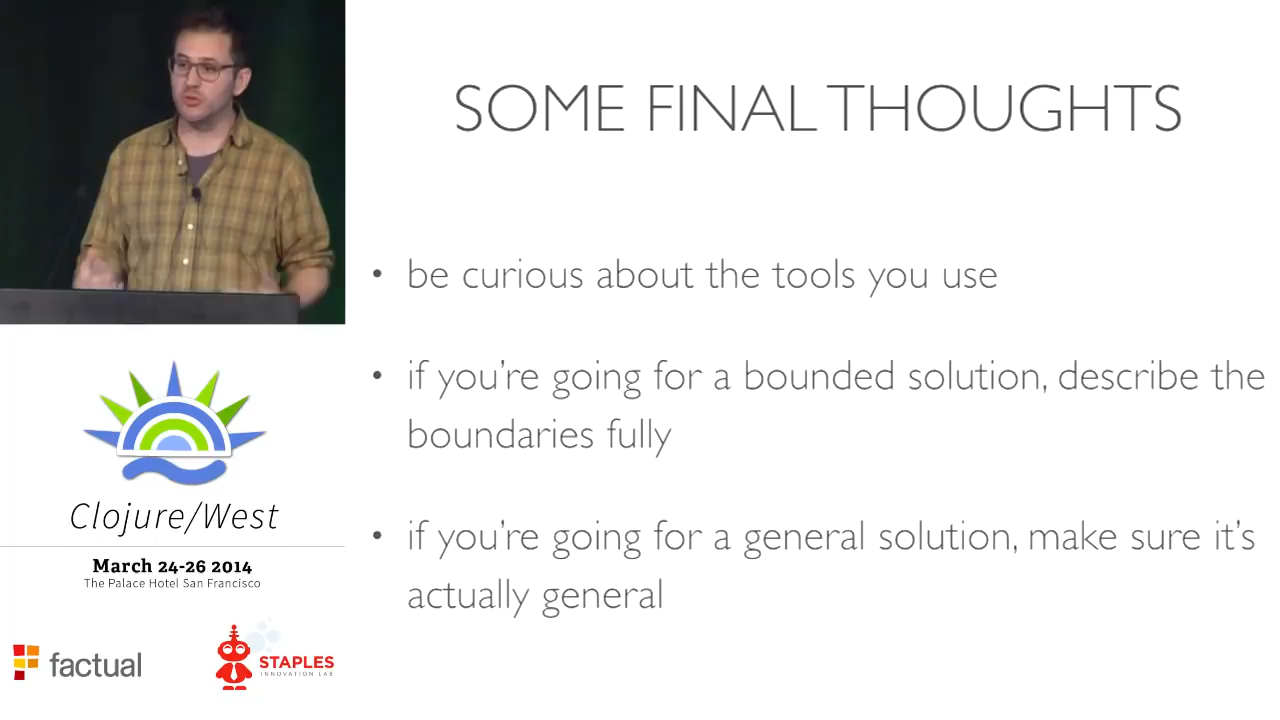 SOME FINAL THOUGHTS
• be curious about the tools you use
• if you're going for a bounded solution, describe the
boundaries fully
• if you're going for a general solution, make sure it's
actually general
Clojure/West
March 24-26 2014
The Palace Hotel San Francisco
factual
STAPLES
INNOVATION LAB